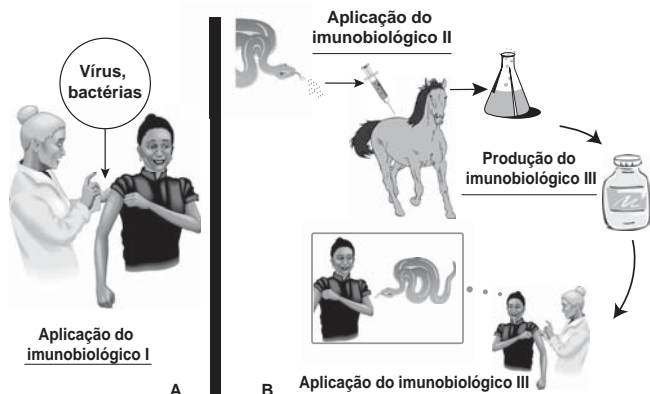 Vírus,
bactérias
Aplicação do
imunobiológico I
A
Aplicação do
imunobiológico II
Produção do
imunobiológico III
B
Aplicação do imunobiológico III